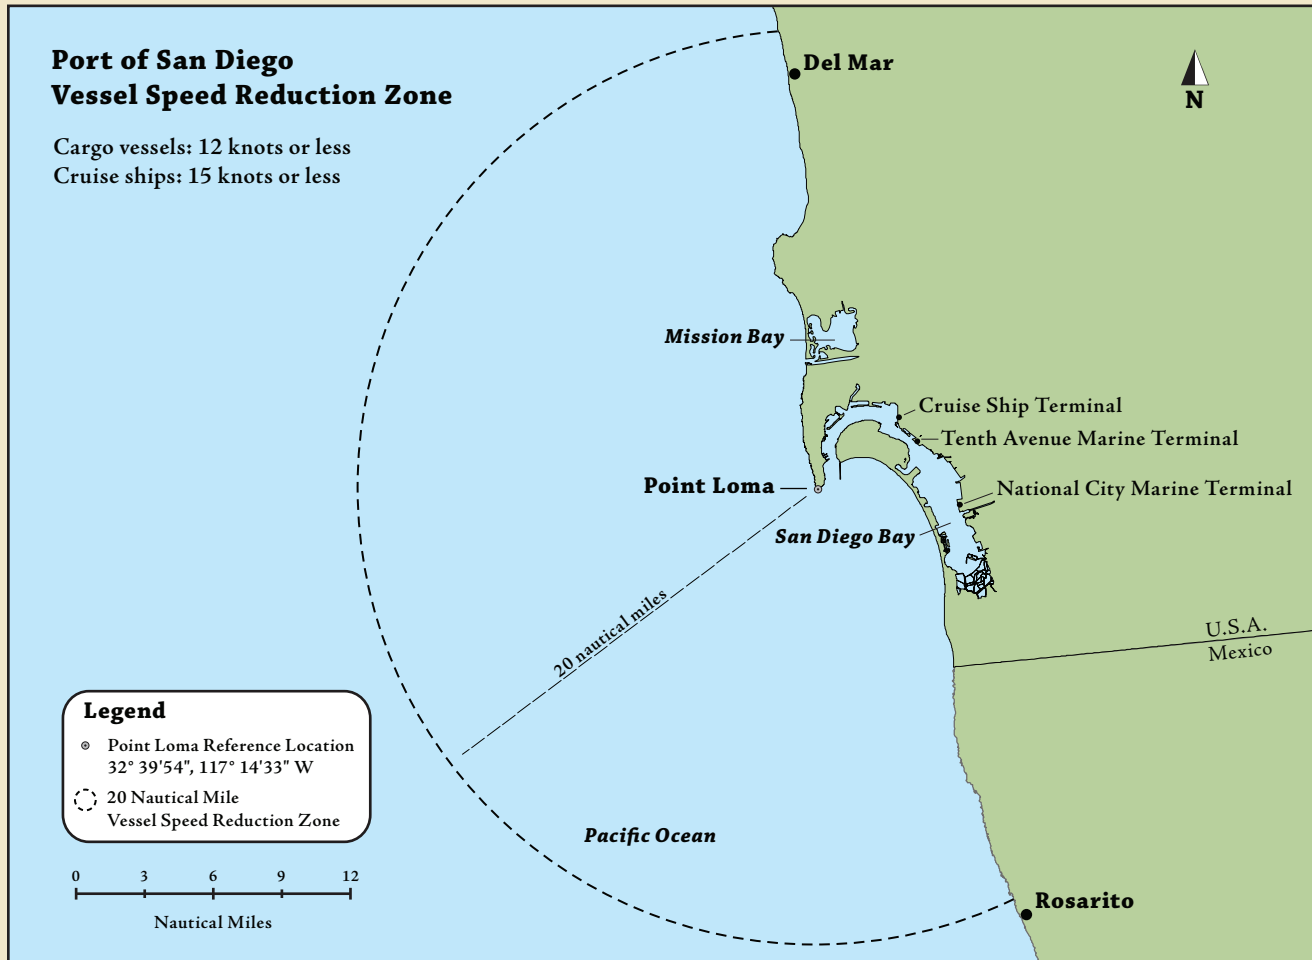 Port of San Diego
Vessel Speed Reduction Zone
Cargo vessels: 12 knots or less
Cruise ships: 15 knots or less
Del Mar
N
Mission Bay
Cruise Ship Terminal
Tenth Avenue Marine Terminal
Point Loma
National City Marine Terminal
San Diego Bay
20 nautical miles
U.S.A.
Mexico
Legend
Point Loma Reference Location
32° 39'54", 117° 14'33" W
20 Nautical Mile
Vessel Speed Reduction Zone
Pacific Ocean
0 3 6 9 12
Nautical Miles
Rosarito